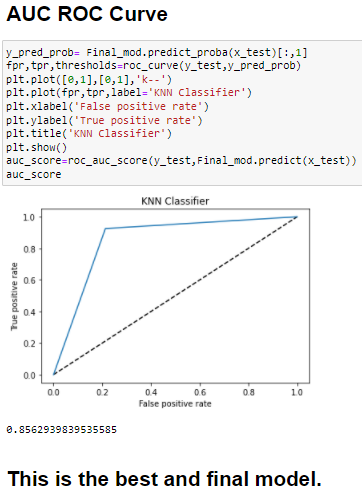 AUC ROC Curve
y_pred_prob= Final_mod.predict_proba(x_test)[:,1]
fpr,tpr,thresholds=roc_curve(y_test,y_pred_prob)
plt.plot([0,1],[0,1],'k--')
plt.plot(fpr,tpr,label='KNN Classifier')
plt.xlabel('False positive rate')
plt.ylabel('True positive rate')
plt.title('KNN Classifier')
plt.show()
auc_score=roc_auc_score(y_test,Final_mod.predict(x_test))
auc_score
KNN Classifier
True positive rate
1.0
0.8
0.6
0.4
0.2
0.0
0.0 0.2 0.4 0.6 0.8 1.0
False positive rate
0.8562939839535585
This is the best and final model.